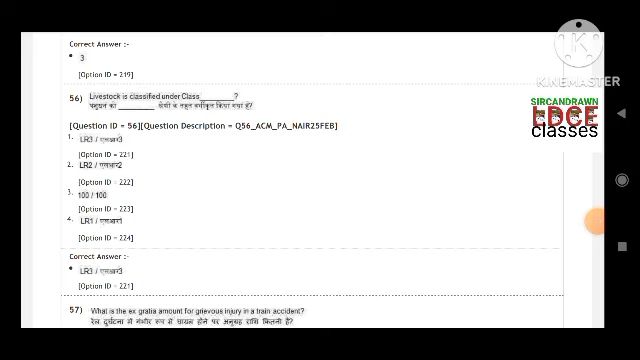 Correct Answer :-
• 3
[Option ID = 219]
56) Livestock is classified under Class ________ ?
पशुधन को ________ श्रेणी के तहत वर्गीकृत किया गया है?
[Question ID = 56][Question Description = Q56_ACM_PA_NAIR25FEB]
1. LR3 / एलआर3
[Option ID = 221]
2. LR2 / एलआर2
[Option ID = 222]
3. 100 / 100
[Option ID = 223]
4. LR1 / एलआर1
[Option ID = 224]
Correct Answer :-
• LR3 / एलआर3
[Option ID = 221]
57) What is the ex gratia amount for grievous injury in a train accident?
रेल दुर्घटना में गंभीर रूप से घायल होने पर अनुग्रह राशि कितनी है?
KINEMASTER
SIRCANDRAWN
LDCE
classes